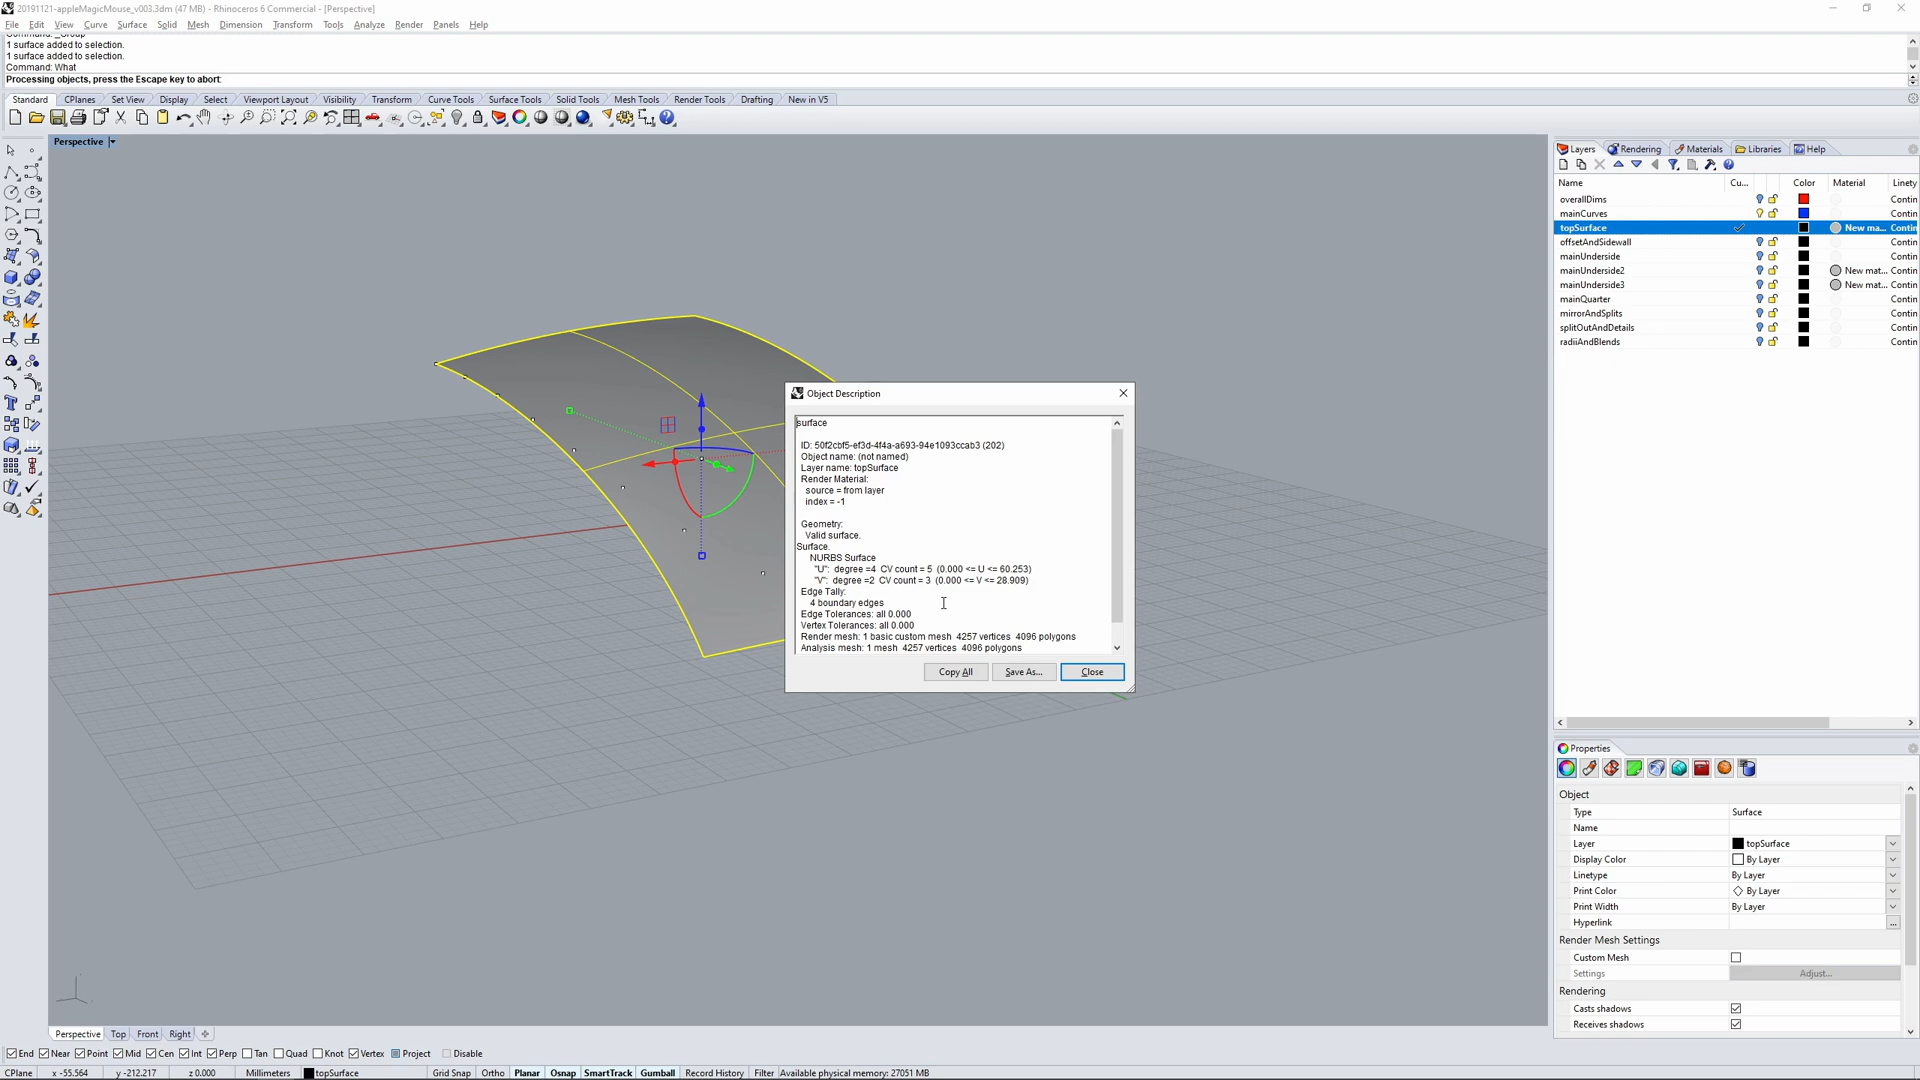 20191121-appleMagicMouse_v003.3dm (47 MB) - Rhinoceros 6 Commercial - [Perspective]
File Edit View Curve Surface Solid Mesh Dimension Transform Tools Analyze Render Panels Help
Command: _Group
1 surface added to selection.
1 surface added to selection.
Command: What
Processing objects, press the Escape key to abort:
Standard CPlanes Set View Display Select Viewport Layout Visibility Transform Curve Tools Surface Tools Solid Tools Mesh Tools Render Tools Drafting New in V5
Perspective
Layers Rendering Materials Libraries Help
Name Cu... Color Material Linety
overallDims Contin
mainCurves Contin
topSurface New ma... Contin
offsetAndSidewall Contin
mainUnderside Contin
mainUnderside2 New mat... Contin
mainUnderside3 New mat... Contin
mainQuarter Contin
mirrorAndSplits Contin
splitOutAndDetails Contin
radiiAndBlends Contin
Object Description
surface
ID: 50f2cbf5-ef3d-4f4a-a693-94e1093ccab3 (202)
Object name: (not named)
Layer name: topSurface
Render Material:
source = from layer
index = -1
Geometry:
Valid surface.
Surface.
NURBS Surface
"U": degree =4 CV count = 5 (0.000 <= U <= 60.253)
"V": degree =2 CV count = 3 (0.000 <= V <= 28.909)
Edge Tally:
4 boundary edges
Edge Tolerances: all 0.000
Vertex Tolerances: all 0.000
Render mesh: 1 basic custom mesh 4257 vertices 4096 polygons
Analysis mesh: 1 mesh 4257 vertices 4096 polygons
Copy All Save As... Close
Properties
Object
Type Surface
Name
Layer topSurface
Display Color By Layer
Linetype By Layer
Print Color By Layer
Print Width By Layer
Hyperlink ...
Render Mesh Settings
Custom Mesh
Settings Adjust...
Rendering
Casts shadows
Receives shadows
Perspective Top Front Right
End Near Point Mid Cen Int Perp Tan Quad Knot Vertex Project Disable
CPlane x -55.564 y -212.217 z 0.000 Millimeters topSurface Grid Snap Ortho Planar Osnap SmartTrack Gumball Record History Filter Available physical memory: 27051 MB